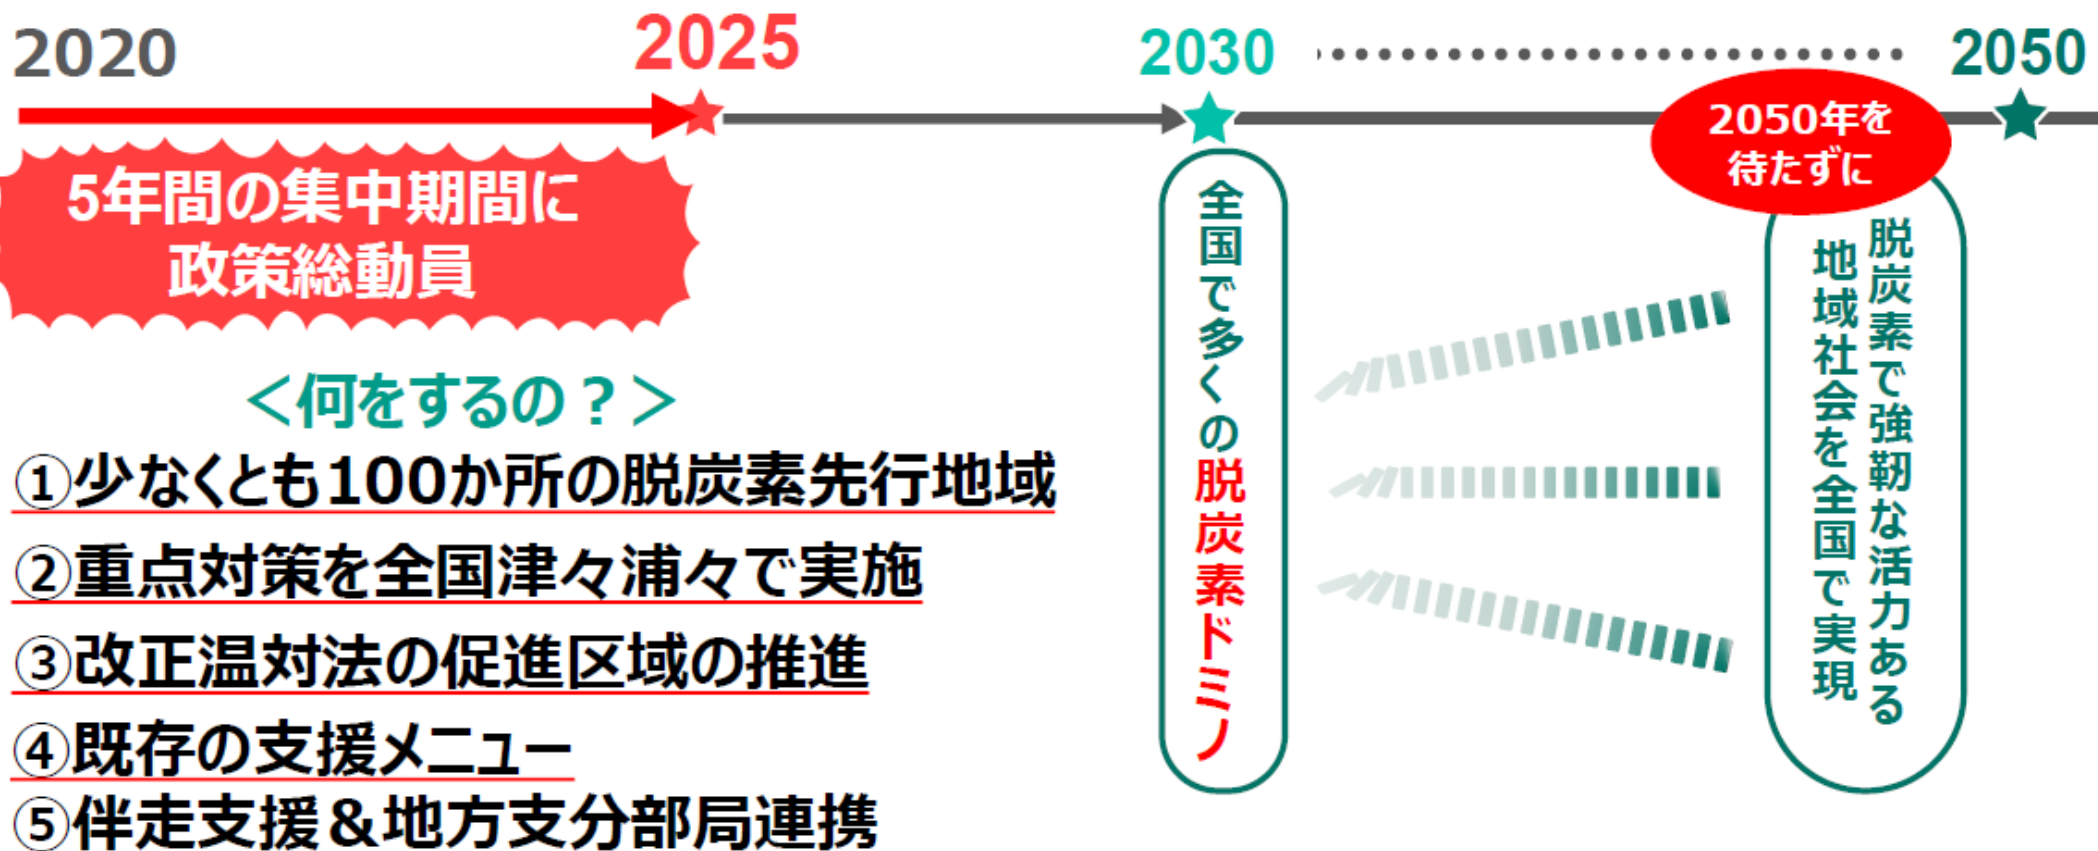 2020
2025
2030
2050
5年間の集中期間に
政策総動員
＜何をするの？＞
①少なくとも100か所の脱炭素先行地域
②重点対策を全国津々浦々で実施
③改正温対法の促進区域の推進
④既存の支援メニュー
⑤伴走支援＆地方支分部局連携
全国で多くの脱炭素ドミノ
2050年を
待たずに
脱炭素で強靭な活力ある
地域社会を全国で実現